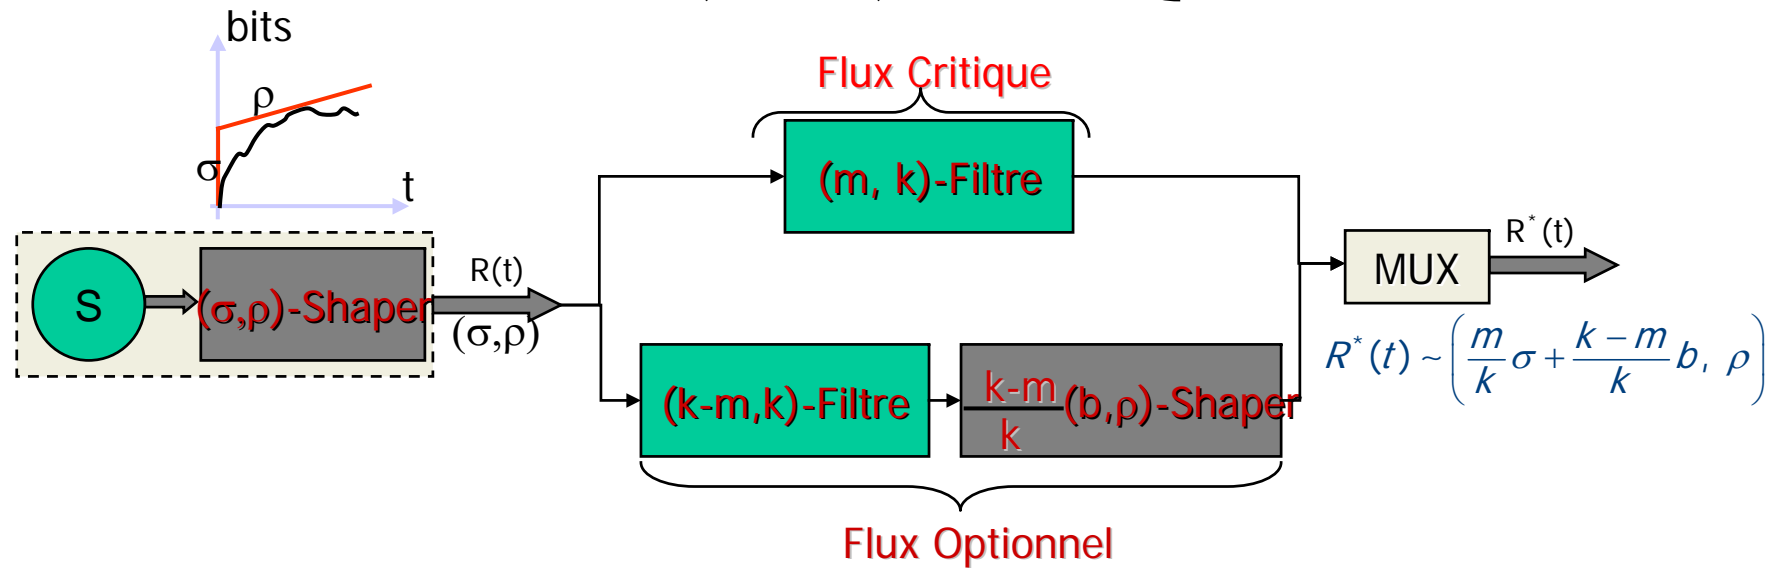 bits
ρ
σ
t
Flux Critique
(m, k)-Filtre
S
(σ,ρ)-Shaper
R(t)
(σ,ρ)
MUX
R*(t)
R*(t) ~ (m/k σ + k − m/k b, ρ)
(k-m,k)-Filtre
k-m/k (b,ρ)-Shaper
Flux Optionnel